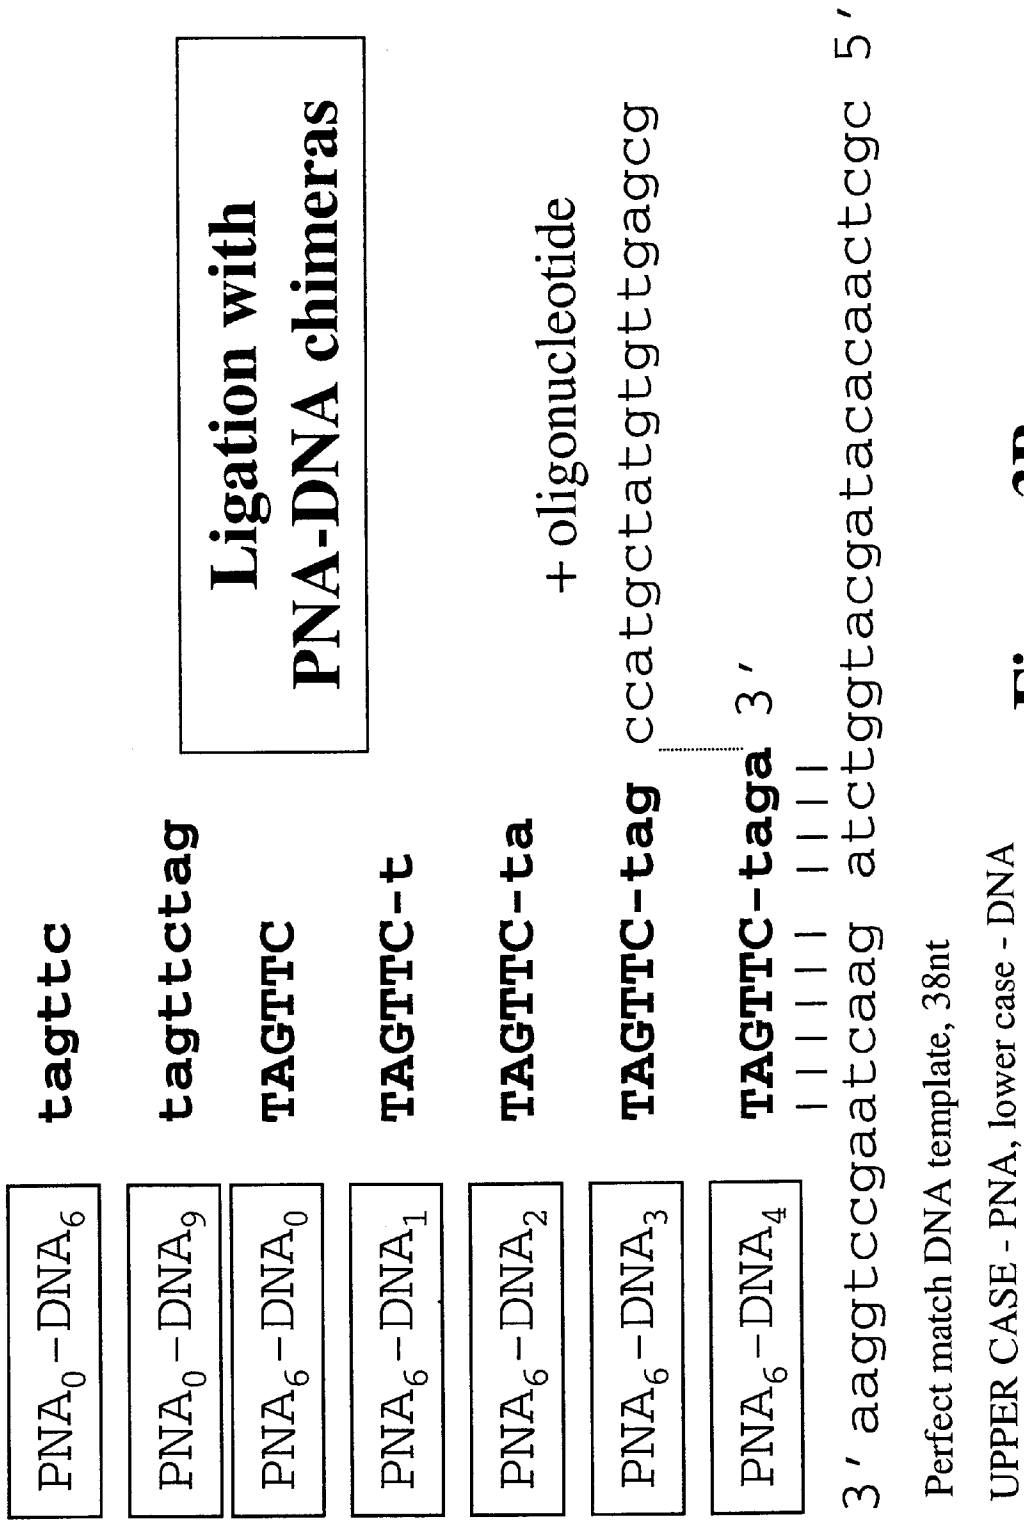 PNA0-DNA6 tagttc
PNA0-DNA9 tagttctag
PNA6-DNA0 TAGTTC
Ligation with
PNA-DNA chimeras
PNA6-DNA1 TAGTTC-t
PNA6-DNA2 TAGTTC-ta
+ oligonucleotide
PNA6-DNA3 TAGTTC-tag ccatgctatgtgttgagcg
PNA6-DNA4 TAGTTC-taga 3'
3' aaggtccgaatcaag atctggtacgatacacaactcgc 5'
Perfect match DNA template, 38nt
UPPER CASE - PNA, lower case - DNA